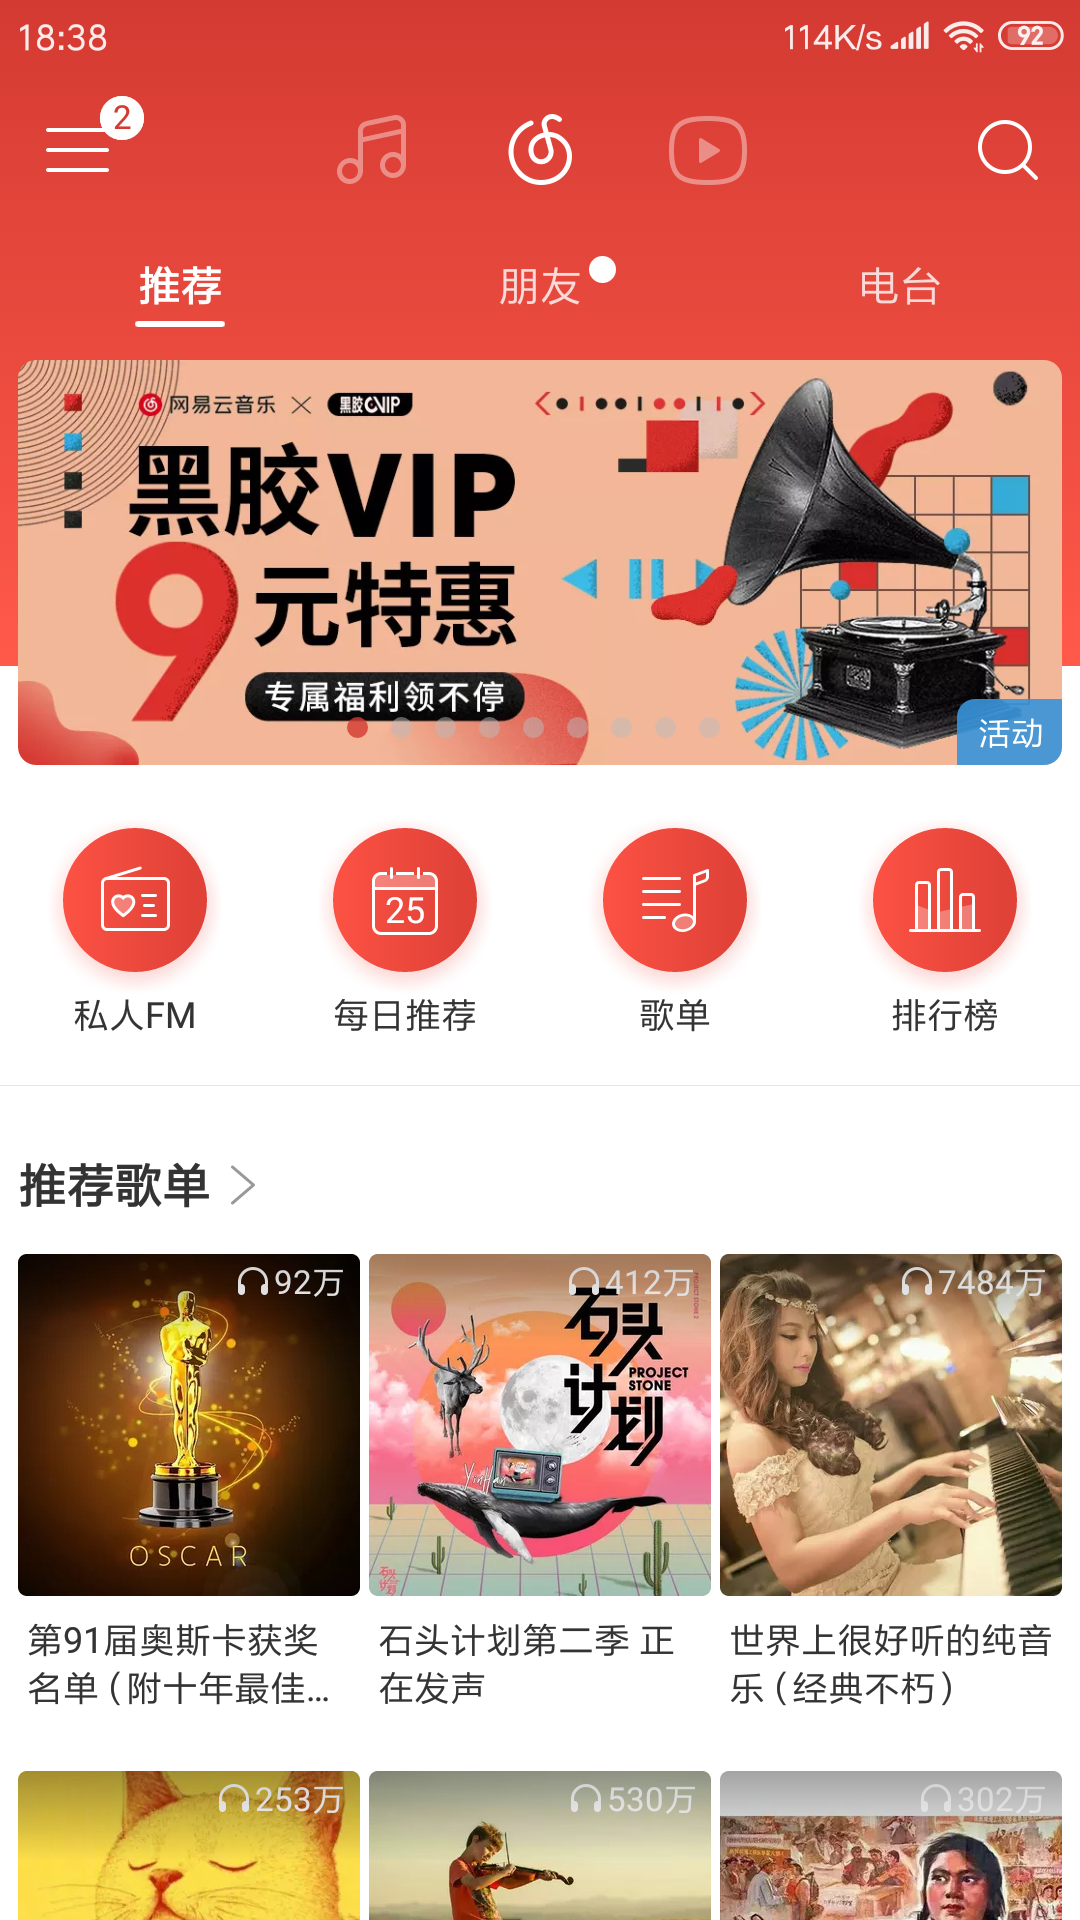 18:38
114K/s
92
2
推荐
朋友
电台
网易云音乐
黑胶VIP
黑胶VIP
9元特惠
专属福利领不停
活动
25
私人FM
每日推荐
歌单
排行榜
推荐歌单
92万
OSCAR
412万
石头
计划
PROJECT
STONE
YinHan
7484万
第91届奥斯卡获奖
名单（附十年最佳...
石头计划第二季 正
在发声
世界上很好听的纯音
乐（经典不朽）
253万
530万
302万